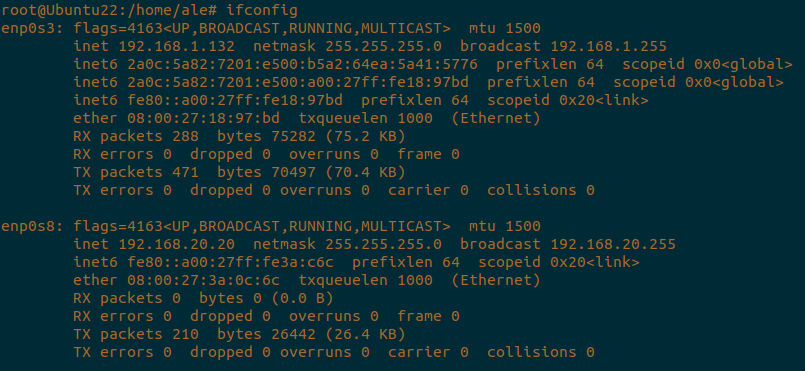 root@Ubuntu22:/home/ale# ifconfig
enp0s3: flags=4163<UP,BROADCAST,RUNNING,MULTICAST>  mtu 1500
        inet 192.168.1.132  netmask 255.255.255.0  broadcast 192.168.1.255
        inet6 2a0c:5a82:7201:e500:b5a2:64ea:5a41:5776  prefixlen 64  scopeid 0x0<global>
        inet6 2a0c:5a82:7201:e500:a00:27ff:fe18:97bd  prefixlen 64  scopeid 0x0<global>
        inet6 fe80::a00:27ff:fe18:97bd  prefixlen 64  scopeid 0x20<link>
        ether 08:00:27:18:97:bd  txqueuelen 1000  (Ethernet)
        RX packets 288  bytes 75282 (75.2 KB)
        RX errors 0  dropped 0  overruns 0  frame 0
        TX packets 471  bytes 70497 (70.4 KB)
        TX errors 0  dropped 0 overruns 0  carrier 0  collisions 0

enp0s8: flags=4163<UP,BROADCAST,RUNNING,MULTICAST>  mtu 1500
        inet 192.168.20.20  netmask 255.255.255.0  broadcast 192.168.20.255
        inet6 fe80::a00:27ff:fe3a:c6c  prefixlen 64  scopeid 0x20<link>
        ether 08:00:27:3a:0c:6c  txqueuelen 1000  (Ethernet)
        RX packets 0  bytes 0 (0.0 B)
        RX errors 0  dropped 0  overruns 0  frame 0
        TX packets 210  bytes 26442 (26.4 KB)
        TX errors 0  dropped 0 overruns 0  carrier 0  collisions 0